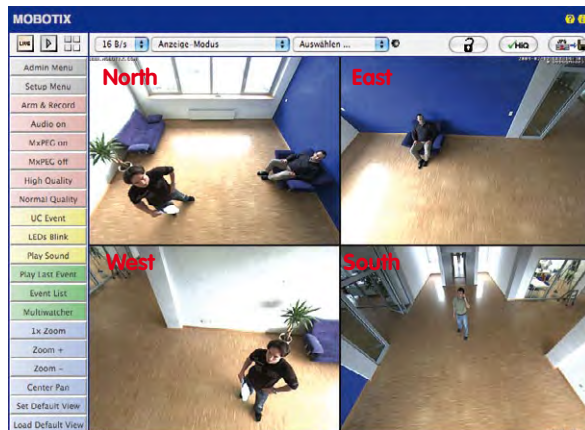 MOBOTIX
LIVE
16 B/s
Anzeige-Modus
Auswählen ...
HiQ
Admin Menu
Setup Menu
Arm & Record
Audio on
MxPEG on
MxPEG off
High Quality
Normal Quality
UC Event
LEDs Blink
Play Sound
Play Last Event
Event List
Multiwatcher
1x Zoom
Zoom +
Zoom −
Center Pan
Set Default View
Load Default View
North
East
West
South